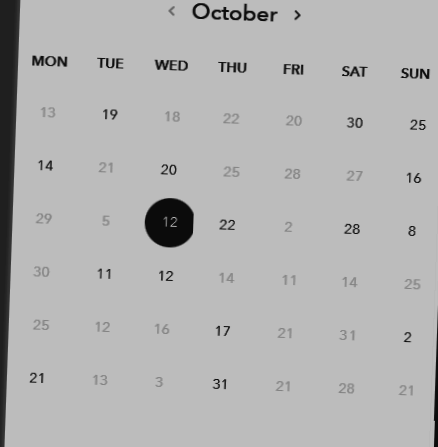 < October >
MON TUE WED THU FRI SAT SUN
13 19 18 22 20 30 25
14 21 20 25 28 27 16
29 5 12 22 2 28 8
30 11 12 14 11 14 25
25 12 16 17 21 31 2
21 13 3 31 21 28 21